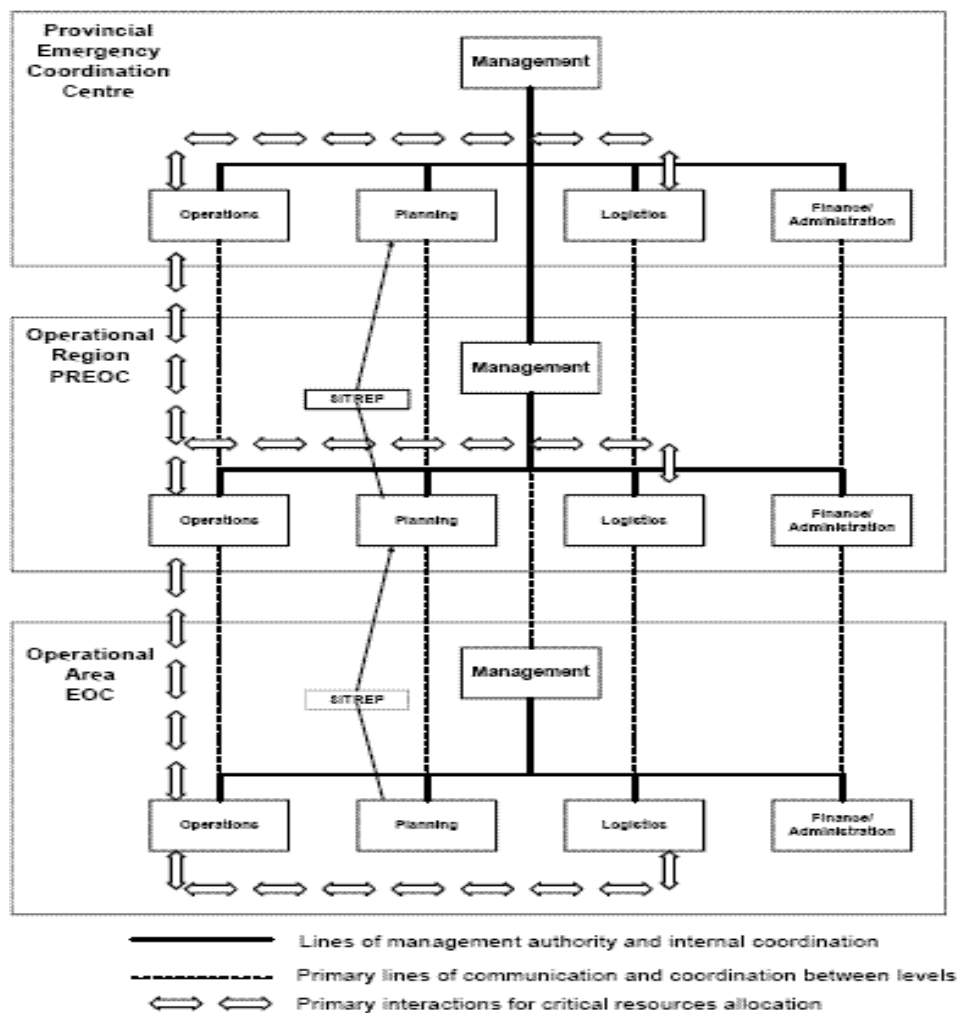 Provincial
Emergency
Coordination
Centre
Management
Operations
Planning
Logistics
Finance/
Administration
Operational
Region
PREOC
Management
SITREP
Operations
Planning
Logistics
Finance/
Administration
Operational
Area
EOC
Management
SITREP
Operations
Planning
Logistics
Finance/
Administration
Lines of management authority and internal coordination
Primary lines of communication and coordination between levels
Primary interactions for critical resources allocation